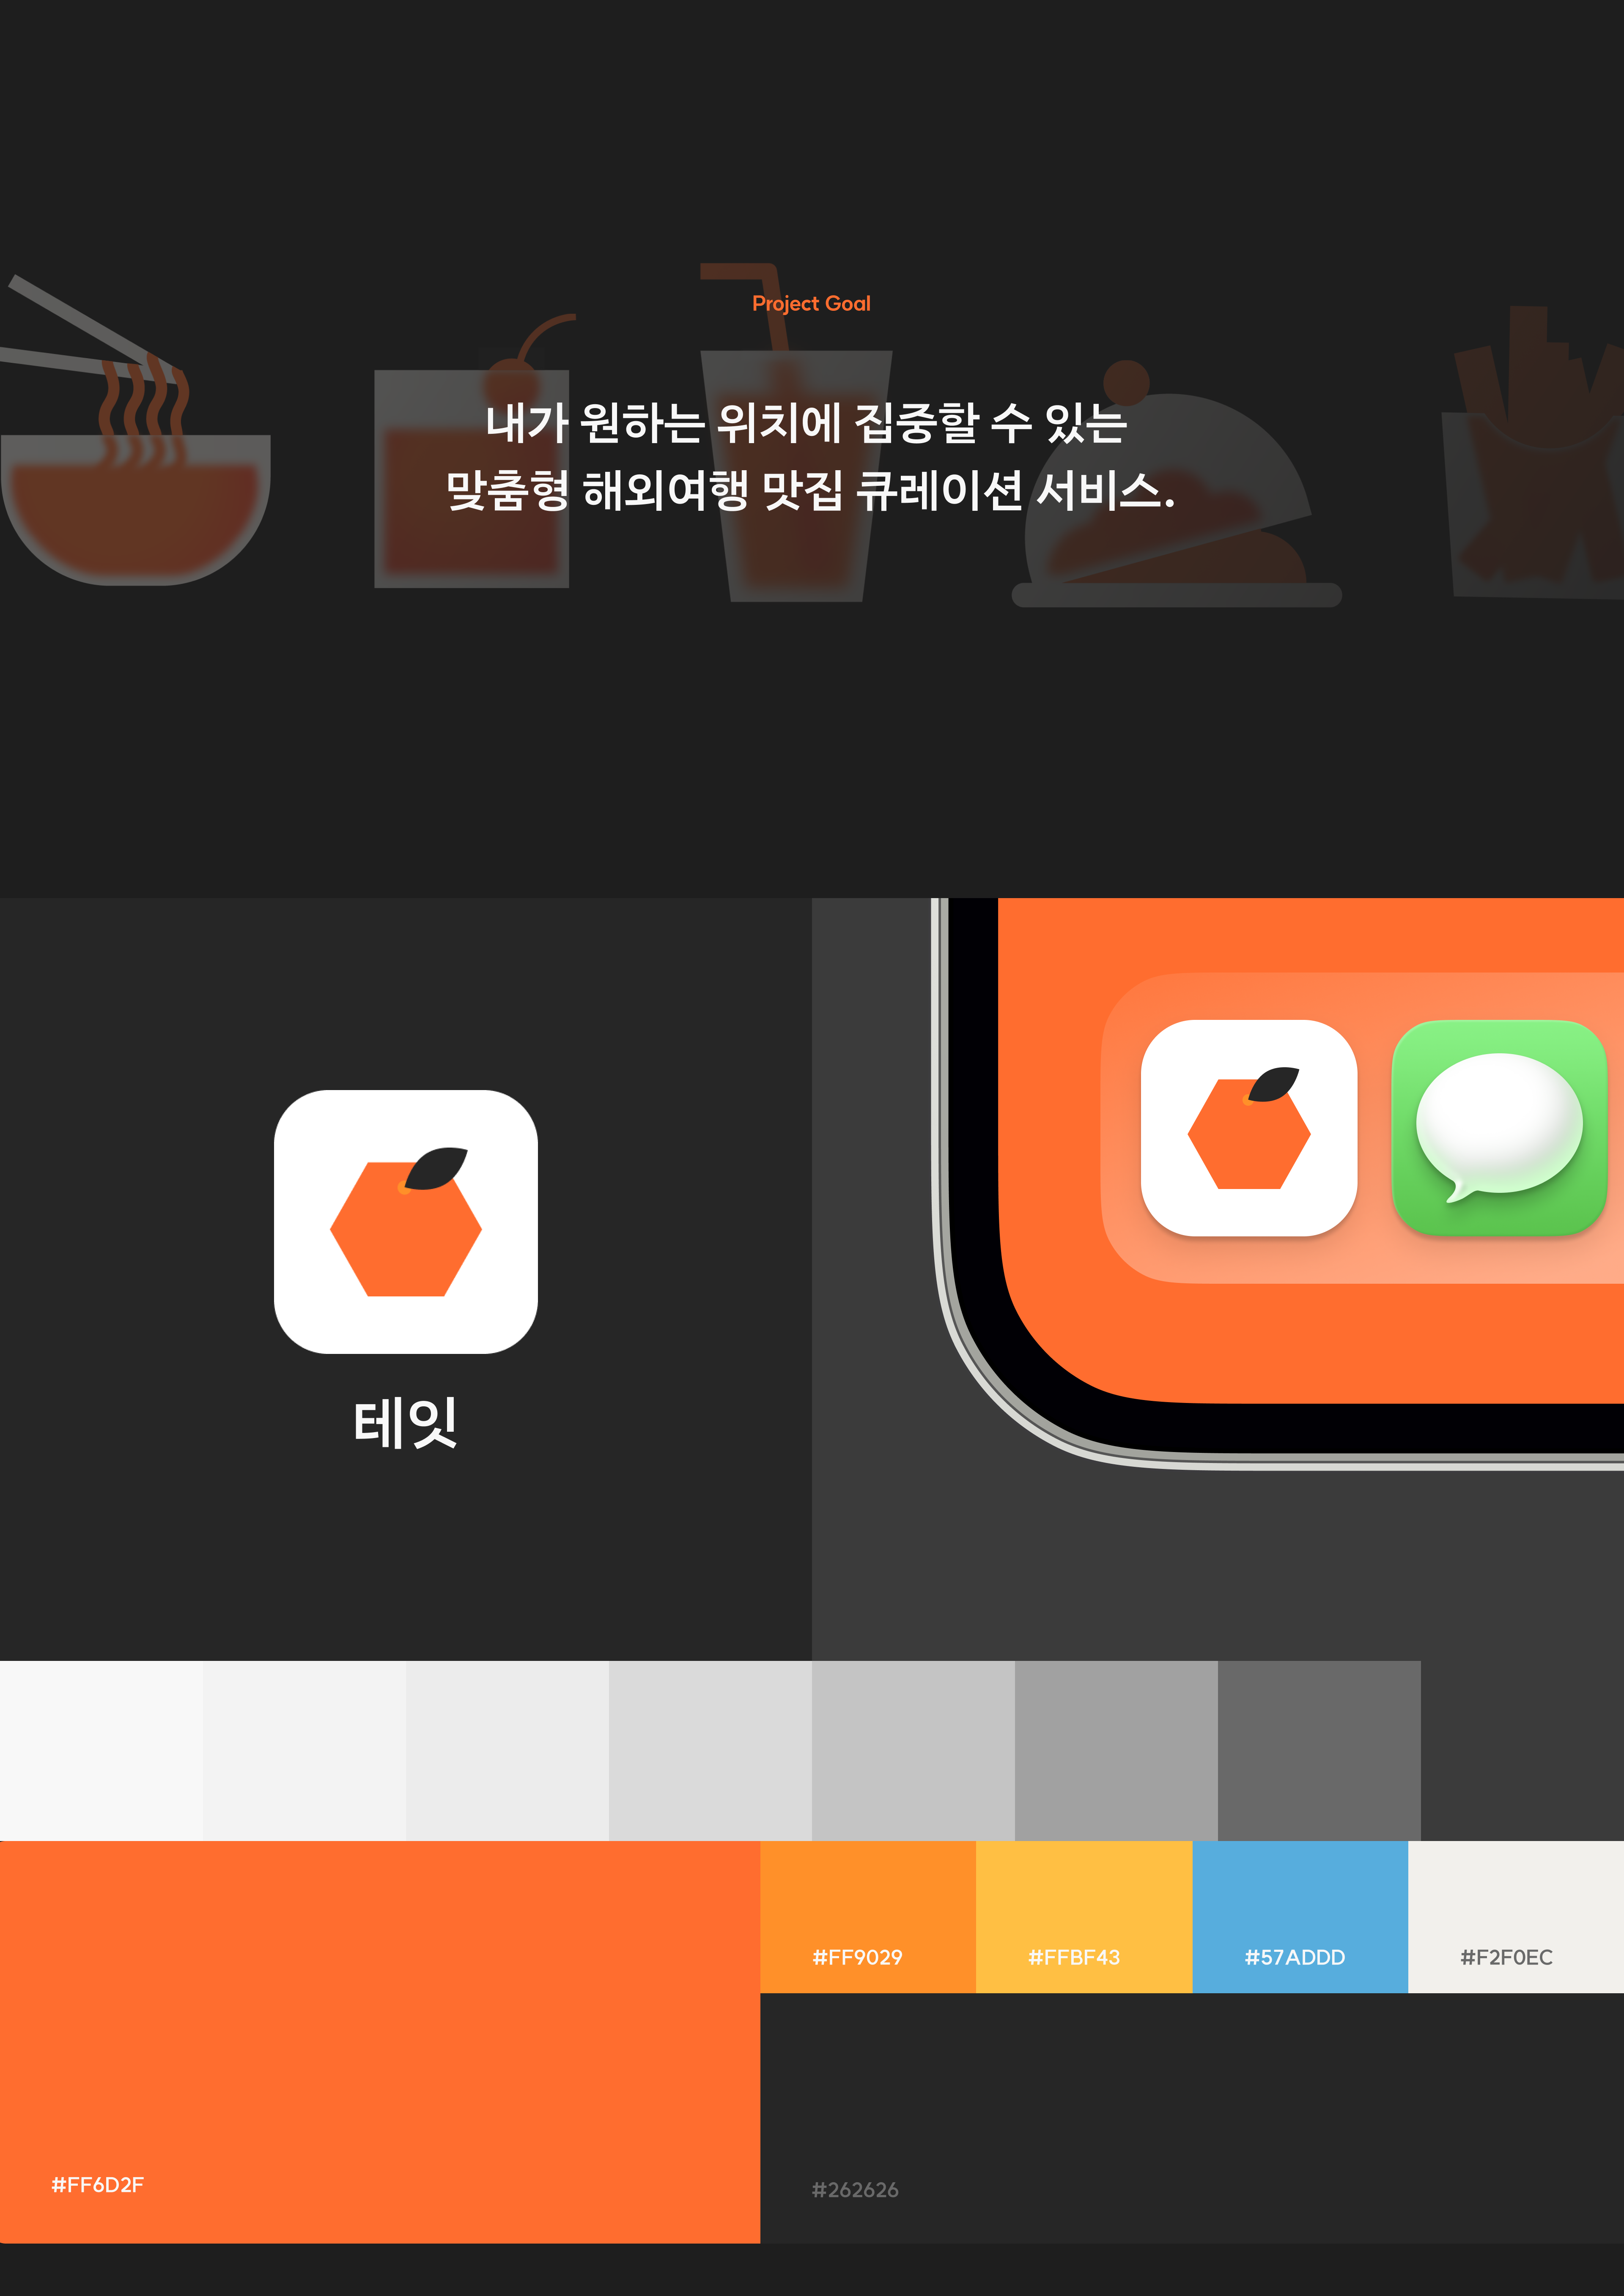 Project Goal
내가 원하는 위치에 집중할 수 있는
맞춤형 해외여행 맛집 큐레이션 서비스.
테잇
#FF9029
#FFBF43
#57ADDD
#F2F0EC
#FF6D2F
#262626